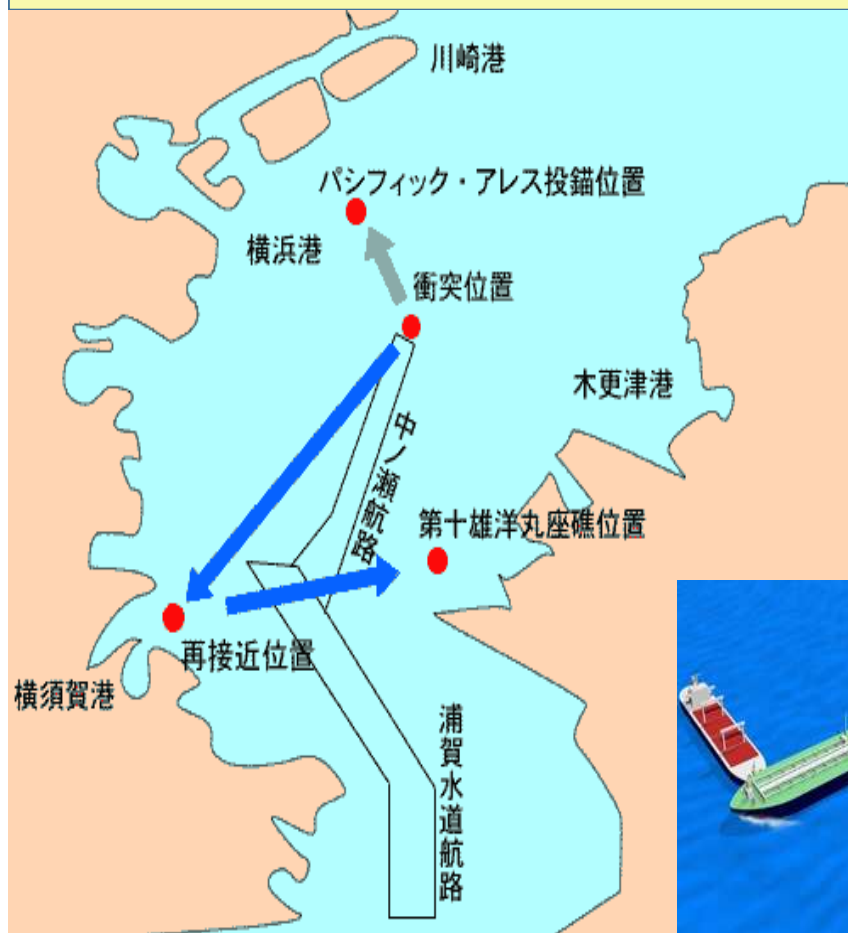 川崎港
パシフィック・アレス投錨位置
横浜港
衝突位置
木更津港
中ノ瀬航路
第十雄洋丸座礁位置
再接近位置
横須賀港
浦賀水道航路